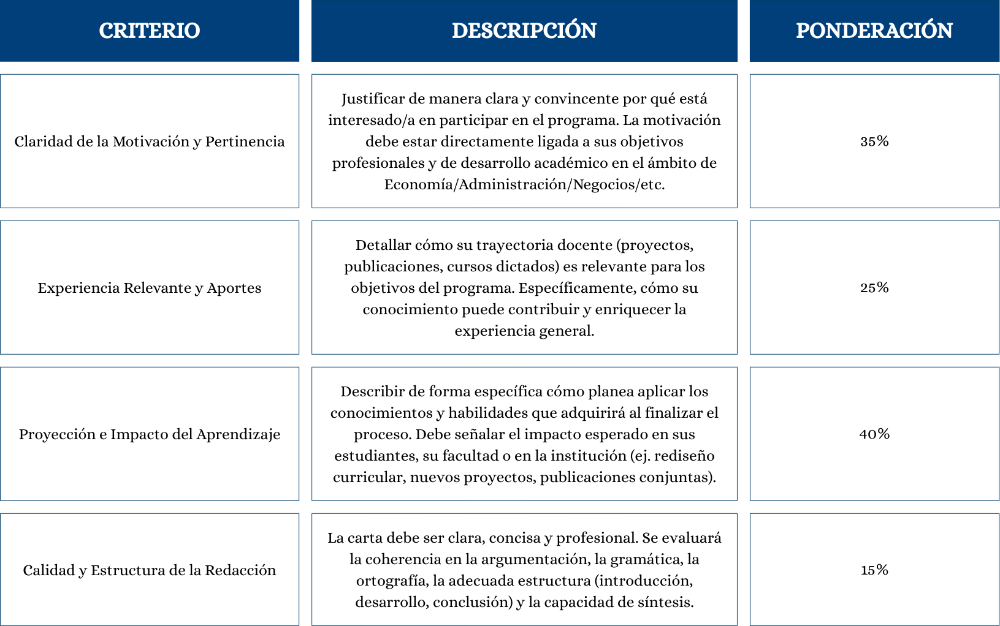 CRITERIO
DESCRIPCIÓN
PONDERACIÓN
Claridad de la Motivación y Pertinencia
Justificar de manera clara y convincente por qué está
interesado/a en participar en el programa. La motivación
debe estar directamente ligada a sus objetivos
profesionales y de desarrollo académico en el ámbito de
Economía/Administración/Negocios/etc.
35%
Experiencia Relevante y Aportes
Detallar cómo su trayectoria docente (proyectos,
publicaciones, cursos dictados) es relevante para los
objetivos del programa. Específicamente, cómo su
conocimiento puede contribuir y enriquecer la
experiencia general.
25%
Proyección e Impacto del Aprendizaje
Describir de forma específica cómo planea aplicar los
conocimientos y habilidades que adquirirá al finalizar el
proceso. Debe señalar el impacto esperado en sus
estudiantes, su facultad o en la institución (ej. rediseño
curricular, nuevos proyectos, publicaciones conjuntas).
40%
Calidad y Estructura de la Redacción
La carta debe ser clara, concisa y profesional. Se evaluará
la coherencia en la argumentación, la gramática, la
ortografía, la adecuada estructura (introducción,
desarrollo, conclusión) y la capacidad de síntesis.
15%